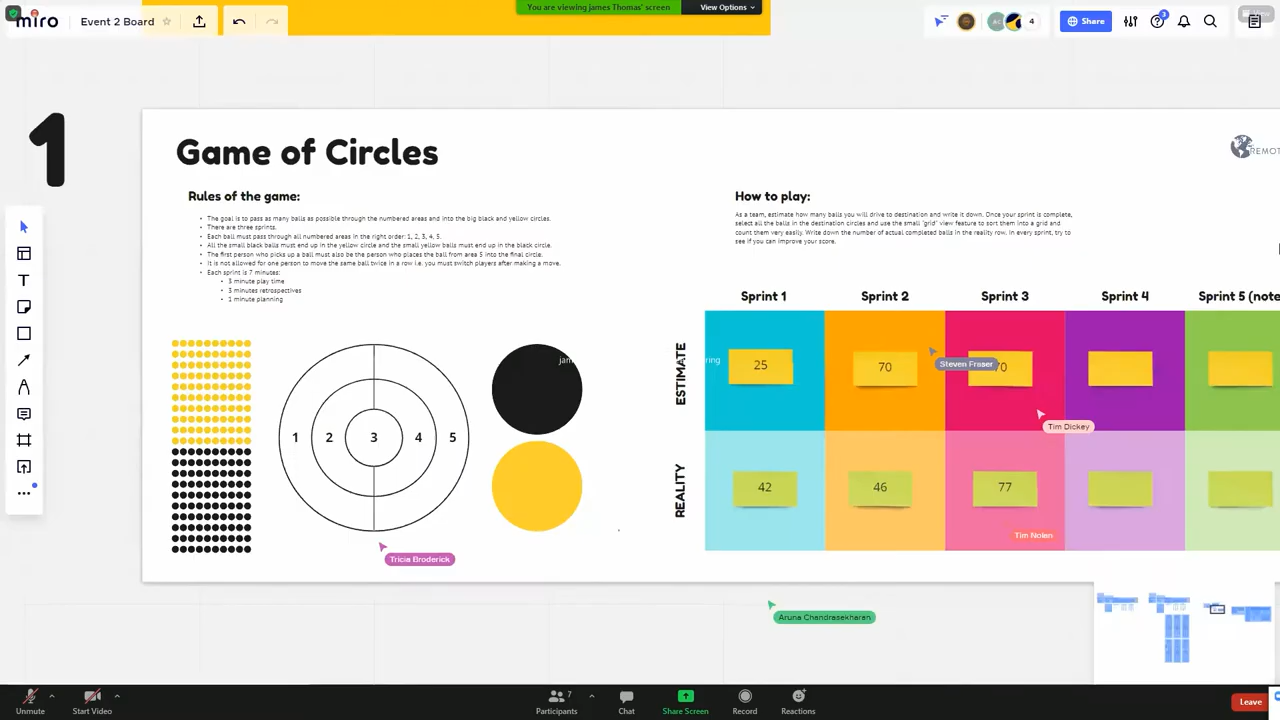 miro
Event 2 Board
You are viewing james Thomas' screen
View Options
4
Share
3
View
1
Game of Circles
Rules of the game:
• The goal is to pass as many balls as possible through the numbered areas and into the big black and yellow circles.
• There are three sprints.
• Each ball must pass through all numbered areas in the right order: 1, 2, 3, 4, 5.
• All the small black balls must end up in the yellow circle and the small yellow balls must end up in the black circle.
• The first person who picks up a ball must also be the person who places the ball from area 5 into the final circle.
• It is not allowed for one person to move the same ball twice in a row i.e. you must switch players after making a move.
• Each sprint is 7 minutes:
• 3 minute play time
• 3 minutes retrospectives
• 1 minute planning
How to play:
As a team, estimate how many balls you will drive to destination and write it down. Once your sprint is complete,
select all the balls in the destination circles and use the small "grid" view feature to sort them into a grid and
count them very easily. Write down the number of actual completed balls in the reality row. In every sprint, try to
see if you can improve your score.
Sprint 1 Sprint 2 Sprint 3 Sprint 4 Sprint 5 (note
ESTIMATE
25 70 70
Steven Fraser
Tim Dickey
1 2 3 4 5
REALITY
42 46 77
Tim Nolan
Tricia Broderick
Aruna Chandrasekharan
Unmute
Start Video
Participants
7
Chat
Share Screen
Record
Reactions
Leave